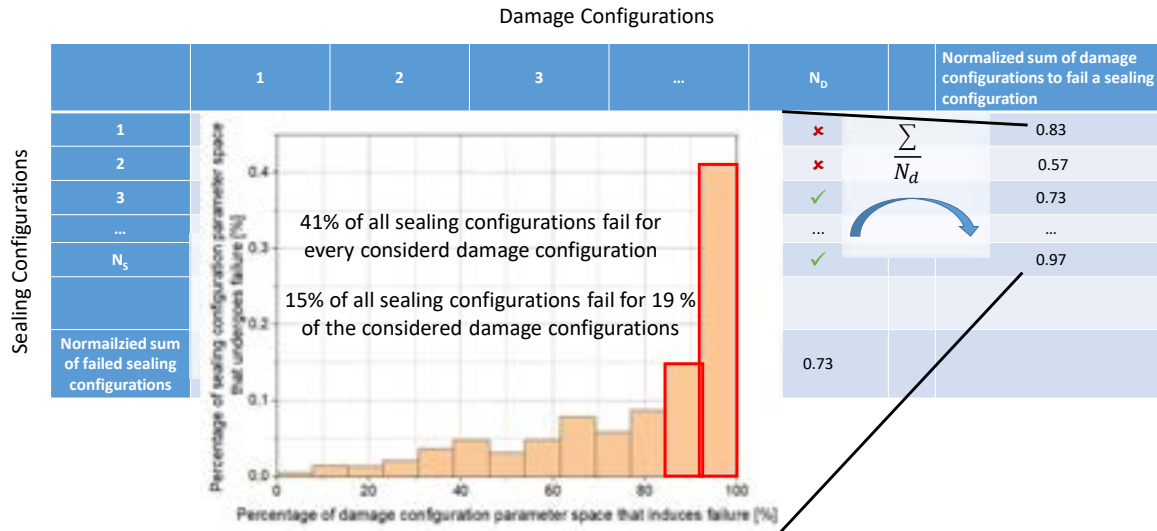 Damage Configurations
1
2
3
...
N_D
Normalized sum of damage
configurations to fail a sealing
configuration
Sealing Configurations
1
2
3
...
N_S
Normailzied sum
of failed sealing
configurations
✘
✘
✓
...
✓
0.73
∑
N_d
0.83
0.57
0.73
...
0.97
Percentage of sealing configuration parameter space
that undergoes failure [%]
0.4
0.3
0.2
0.1
0.0
41% of all sealing configurations fail for
every considerd damage configuration
15% of all sealing configurations fail for 19 %
of the considered damage configurations
0
20
40
60
80
100
Percentage of damage configuration parameter space that induces failure [%]